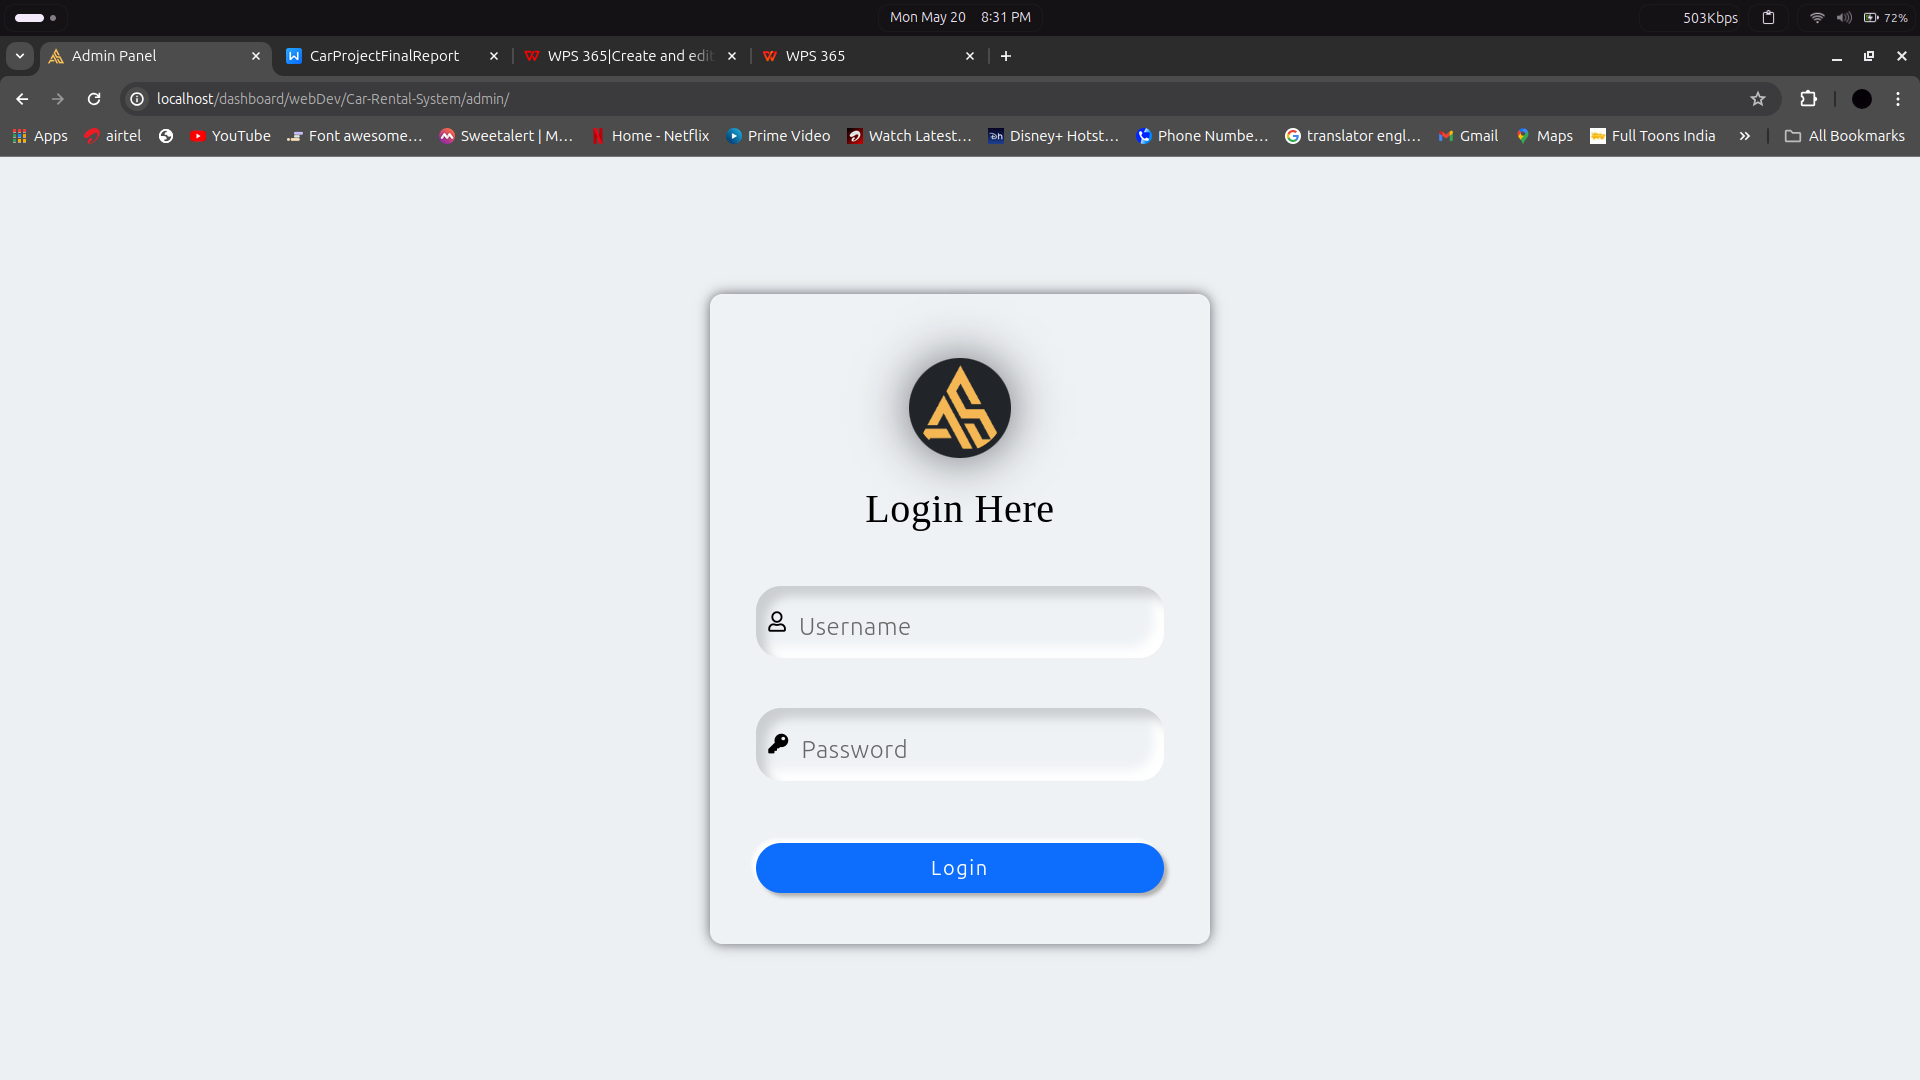 Mon May 20 8:31 PM
503Kbps
72%
Admin Panel
CarProjectFinalReport
WPS 365|Create and edit
WPS 365
localhost/dashboard/webDev/Car-Rental-System/admin/
Apps
airtel
YouTube
Font awesome...
Sweetalert | M...
Home - Netflix
Prime Video
Watch Latest...
Disney+ Hotst...
Phone Numbe...
translator engl...
Gmail
Maps
Full Toons India
All Bookmarks
Login Here
Username
Password
Login